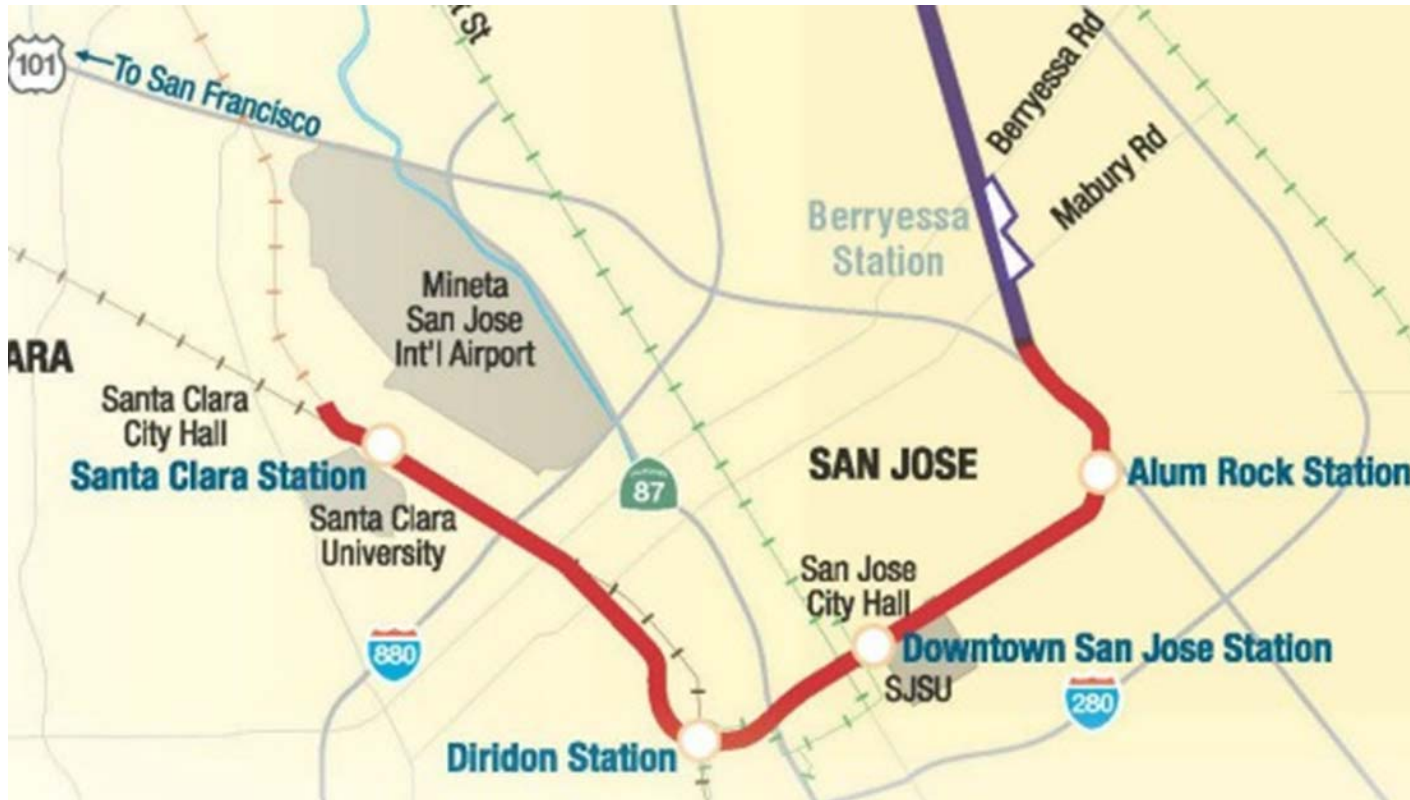 St
101
To San Francisco
Berryessa Rd
Mabury Rd
Berryessa
Station
Mineta
San Jose
Int'l Airport
ARA
Santa Clara
City Hall
Santa Clara Station
Santa Clara
University
87
SAN JOSE
Alum Rock Station
San Jose
City Hall
Downtown San Jose Station
SJSU
880
280
Diridon Station